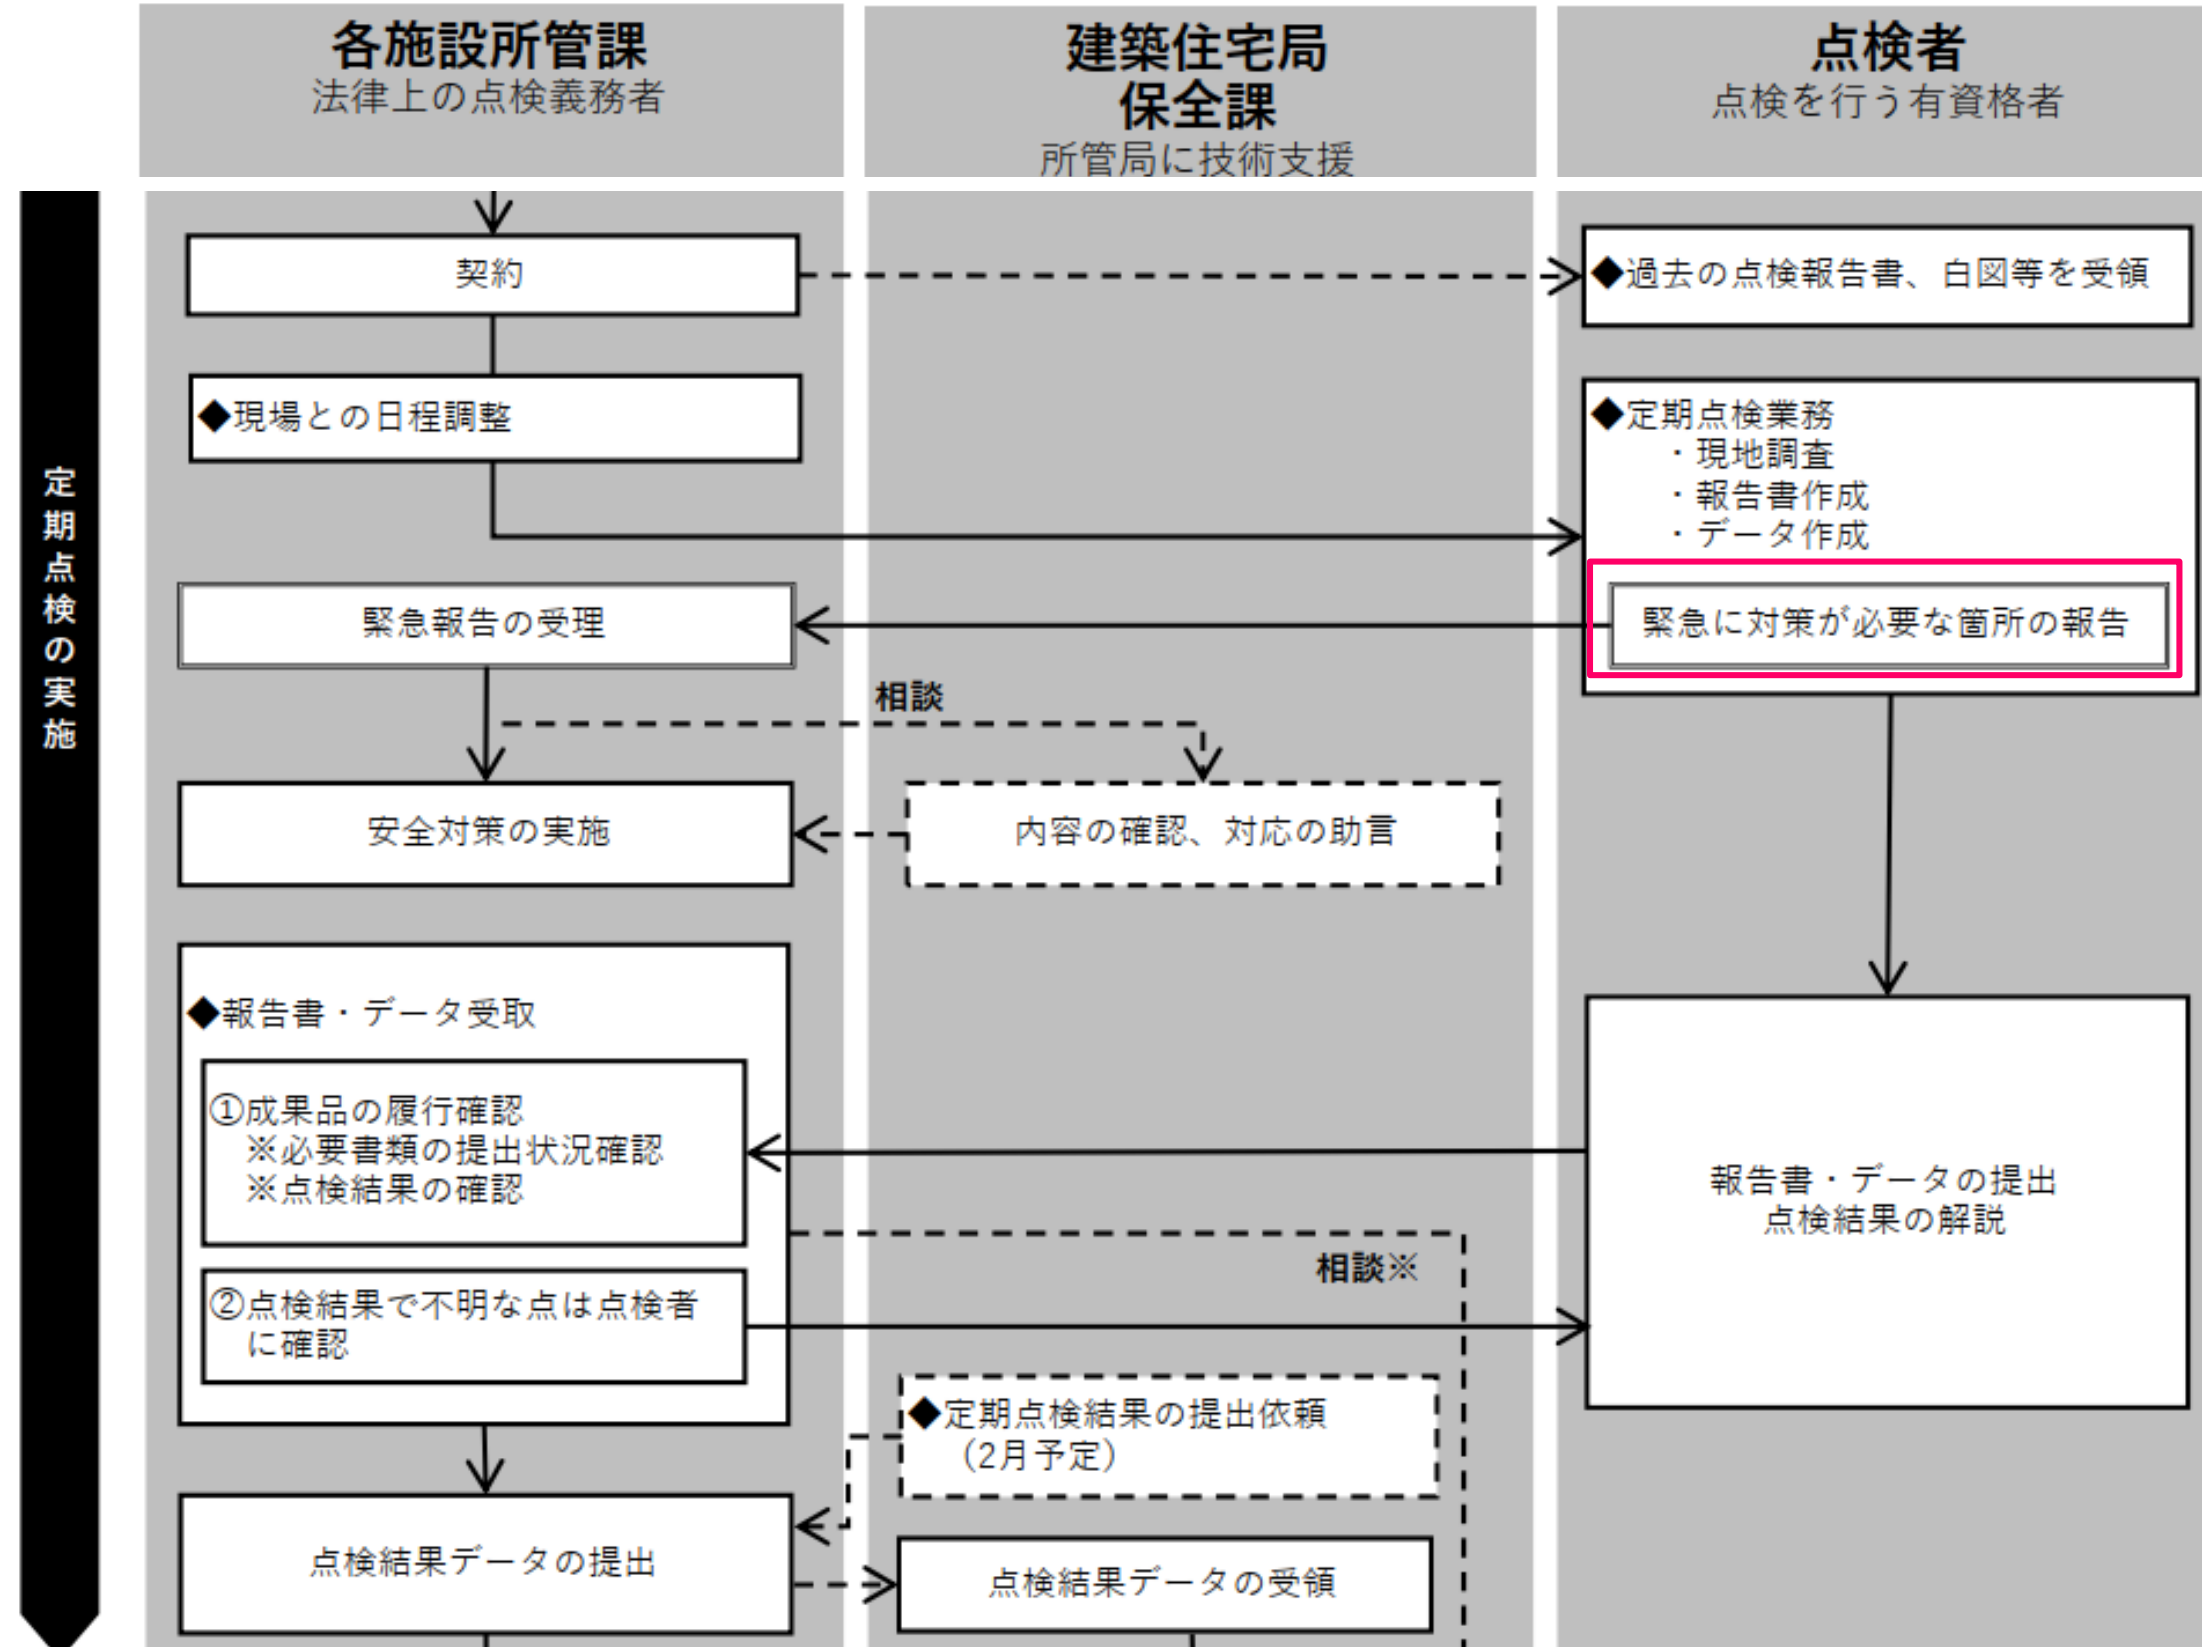 各施設所管課
法律上の点検義務者
建築住宅局
保全課
所管局に技術支援
点検者
点検を行う有資格者
定期点検の実施
契約
◆過去の点検報告書、白図等を受領
◆現場との日程調整
◆定期点検業務
・現地調査
・報告書作成
・データ作成
緊急に対策が必要な箇所の報告
緊急報告の受理
相談
安全対策の実施
内容の確認、対応の助言
◆報告書・データ受取
①成果品の履行確認
※必要書類の提出状況確認
※点検結果の確認
②点検結果で不明な点は点検者
に確認
報告書・データの提出
点検結果の解説
相談※
◆定期点検結果の提出依頼
（2月予定）
点検結果データの提出
点検結果データの受領